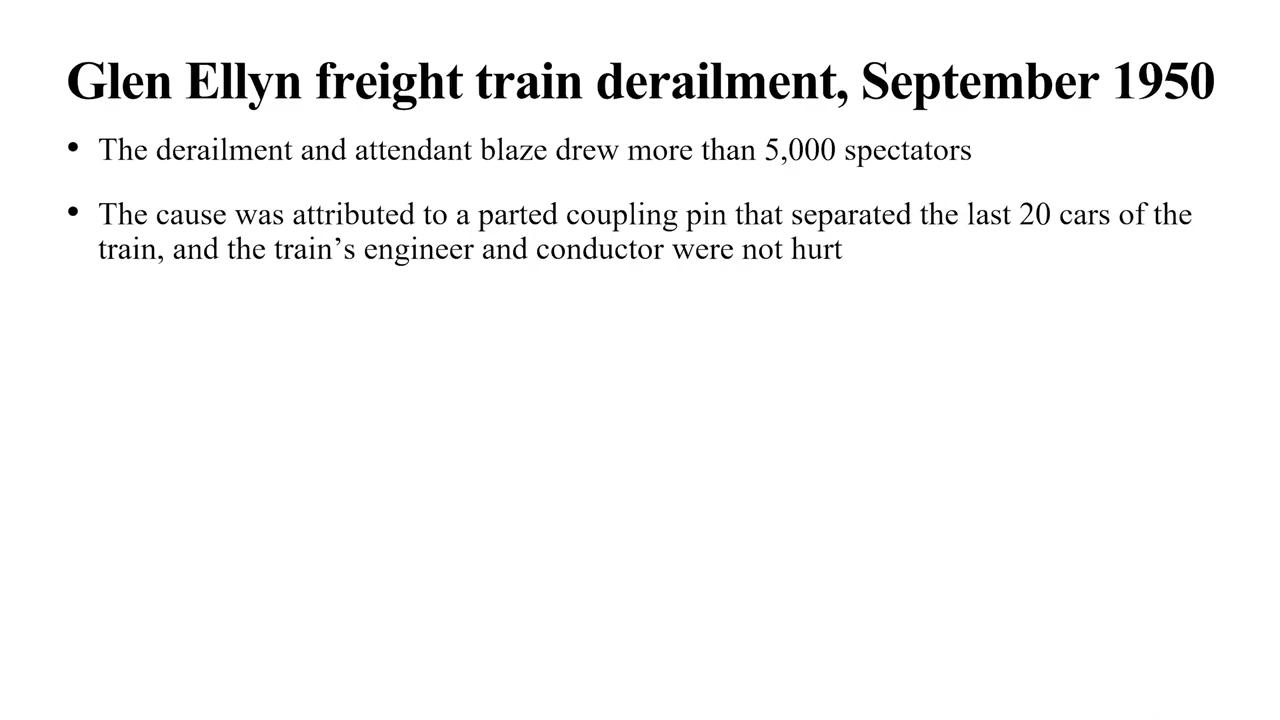 Glen Ellyn freight train derailment, September 1950
• The derailment and attendant blaze drew more than 5,000 spectators
• The cause was attributed to a parted coupling pin that separated the last 20 cars of the
train, and the train’s engineer and conductor were not hurt